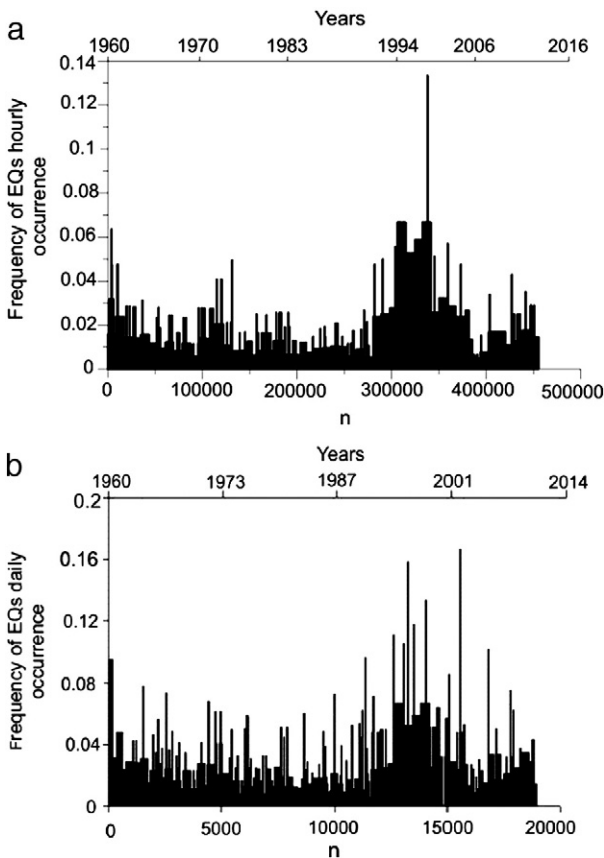 a
Years
1960 1970 1983 1994 2006 2016
0.14
0.12
0.1
0.08
0.06
0.04
0.02
0
Frequency of EQs hourly
occurrence
0 100000 200000 300000 400000 500000
n
b
Years
1960 1973 1987 2001 2014
0.2
0.16
0.12
0.08
0.04
0
Frequency of EQs daily
occurrence
0 5000 10000 15000 20000
n